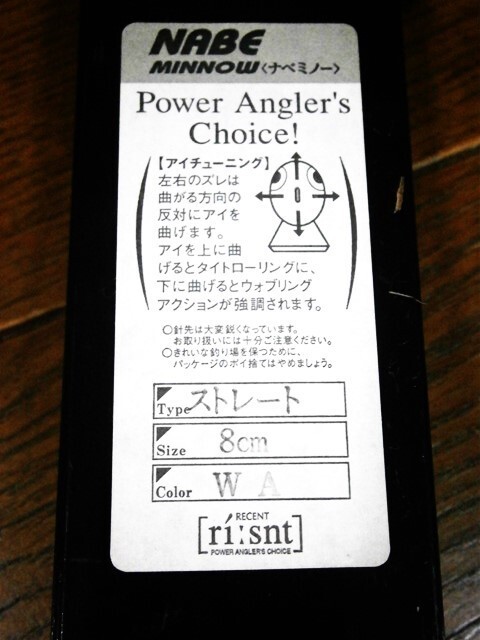 NABE
MINNOW〈ナベミノー〉
Power Angler's
Choice!
【アイチューニング】
左右のズレは
曲がる方向の
反対にアイを
曲げます。
アイを上に曲
げるとタイトローリングに、
下に曲げるとウォブリング
アクションが強調されます。
○針先は大変鋭くなっています。
お取り扱いには十分ご注意ください。
○きれいな釣り場を保つために、
パッケージのポイ捨てはやめましょう。
Type ストレート
Size 8cm
Color W A
RECENT
[rí:snt]
POWER ANGLER'S CHOICE